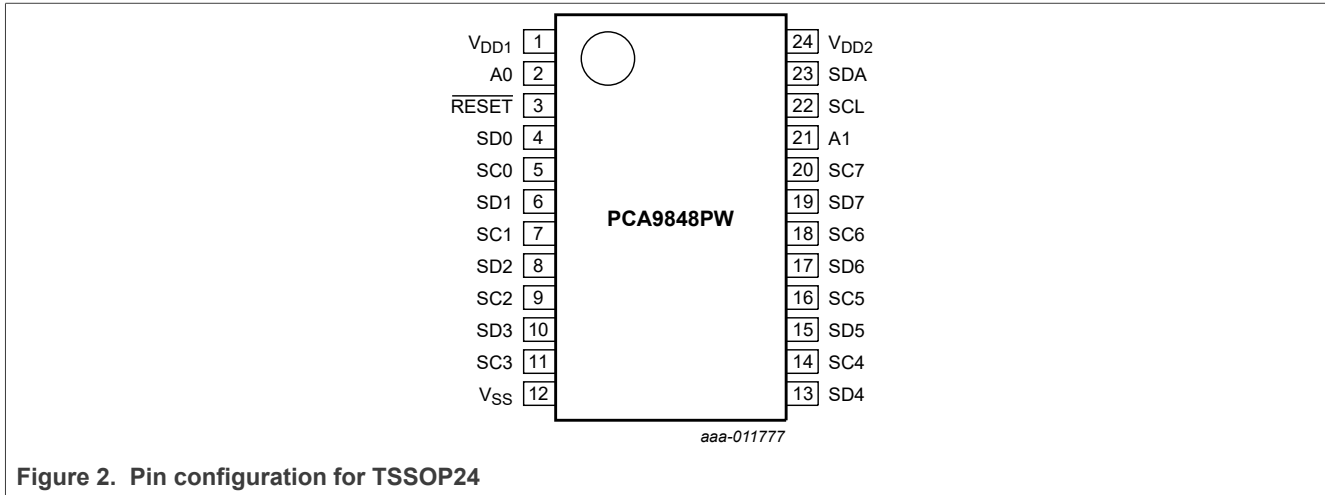 VDD1 1 24 VDD2
A0 2 23 SDA
RESET 3 22 SCL
SD0 4 21 A1
SC0 5 20 SC7
SD1 6 19 SD7
PCA9848PW
SC1 7 18 SC6
SD2 8 17 SD6
SC2 9 16 SC5
SD3 10 15 SD5
SC3 11 14 SC4
VSS 12 13 SD4
aaa-011777
Figure 2. Pin configuration for TSSOP24